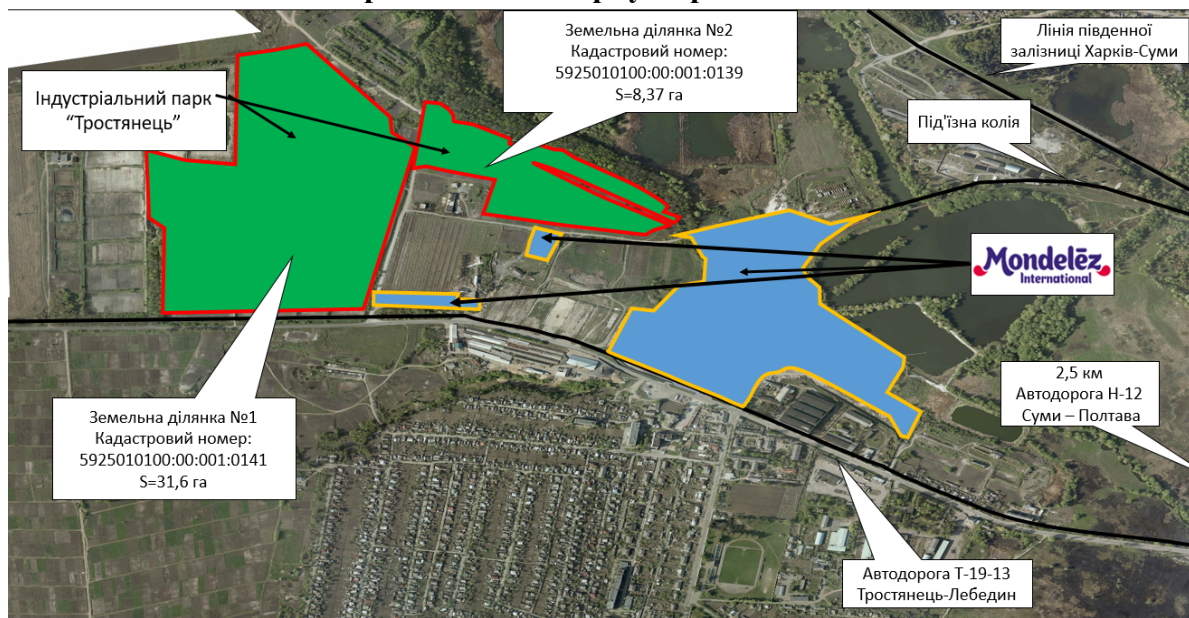 Лінія південної
залізниці Харків-Суми
Земельна ділянка №2
Кадастровий номер:
5925010100:00:001:0139
S=8,37 га
Індустріальний парк
“Тростянець”
Під'їзна колія
Mondelēz
International
2,5 км
Автодорога Н-12
Суми – Полтава
Земельна ділянка №1
Кадастровий номер:
5925010100:00:001:0141
S=31,6 га
Автодорога Т-19-13
Тростянець-Лебедин